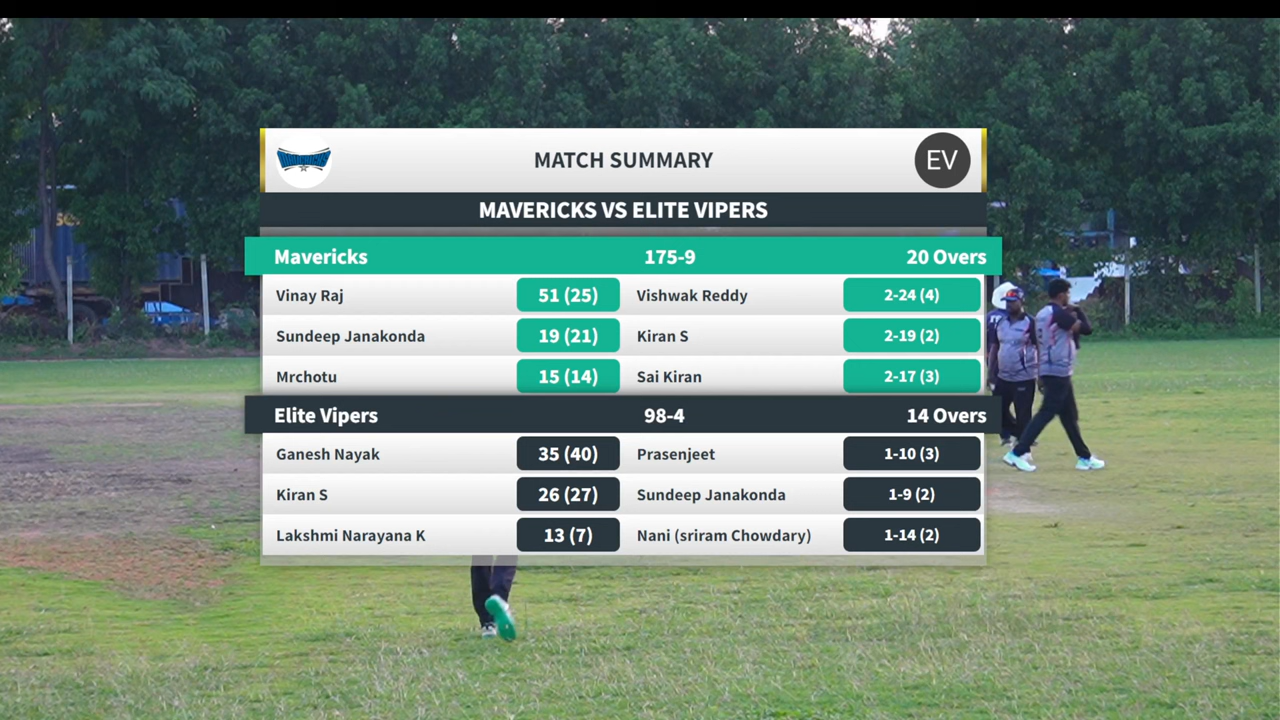 MATCH SUMMARY
EV
MAVERICKS VS ELITE VIPERS
Mavericks 175-9 20 Overs
Vinay Raj 51 (25) Vishwak Reddy 2-24 (4)
Sundeep Janakonda 19 (21) Kiran S 2-19 (2)
Mrchotu 15 (14) Sai Kiran 2-17 (3)
Elite Vipers 98-4 14 Overs
Ganesh Nayak 35 (40) Prasenjeet 1-10 (3)
Kiran S 26 (27) Sundeep Janakonda 1-9 (2)
Lakshmi Narayana K 13 (7) Nani (sriram Chowdary) 1-14 (2)